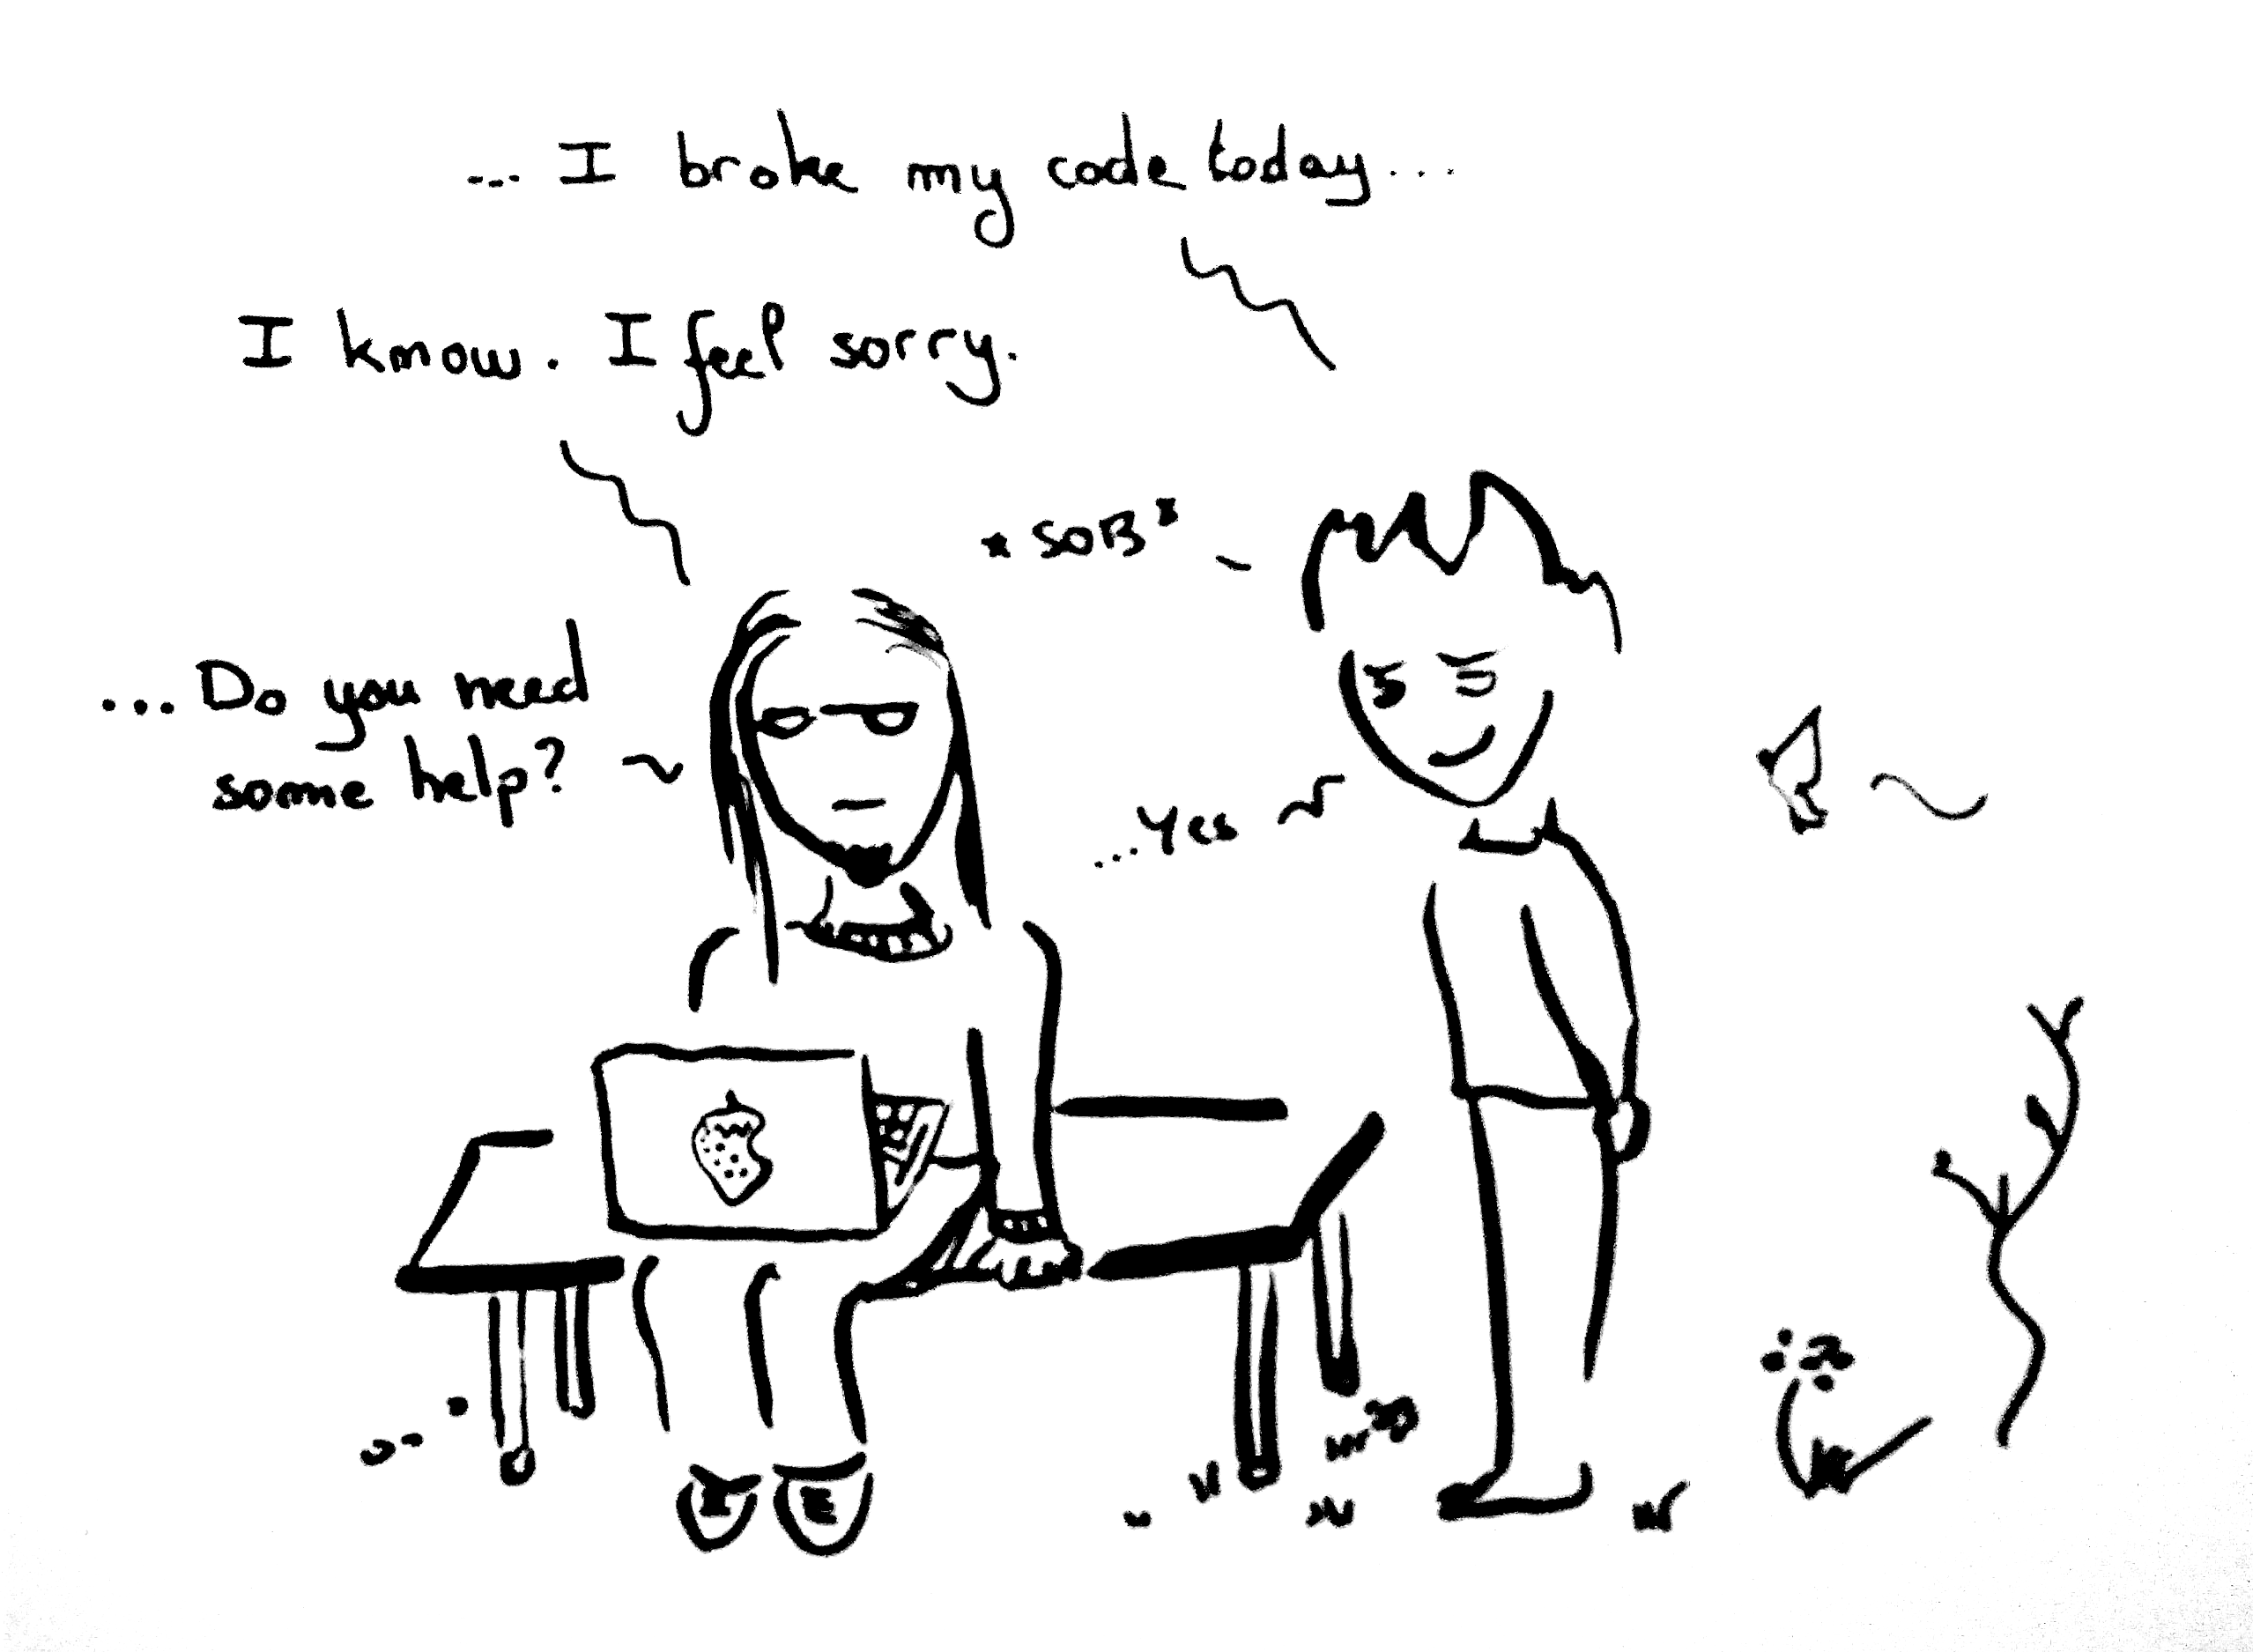 ... I broke my code today...
I know. I feel sorry.
*SOB*
...Do you need
some help?
...Yes